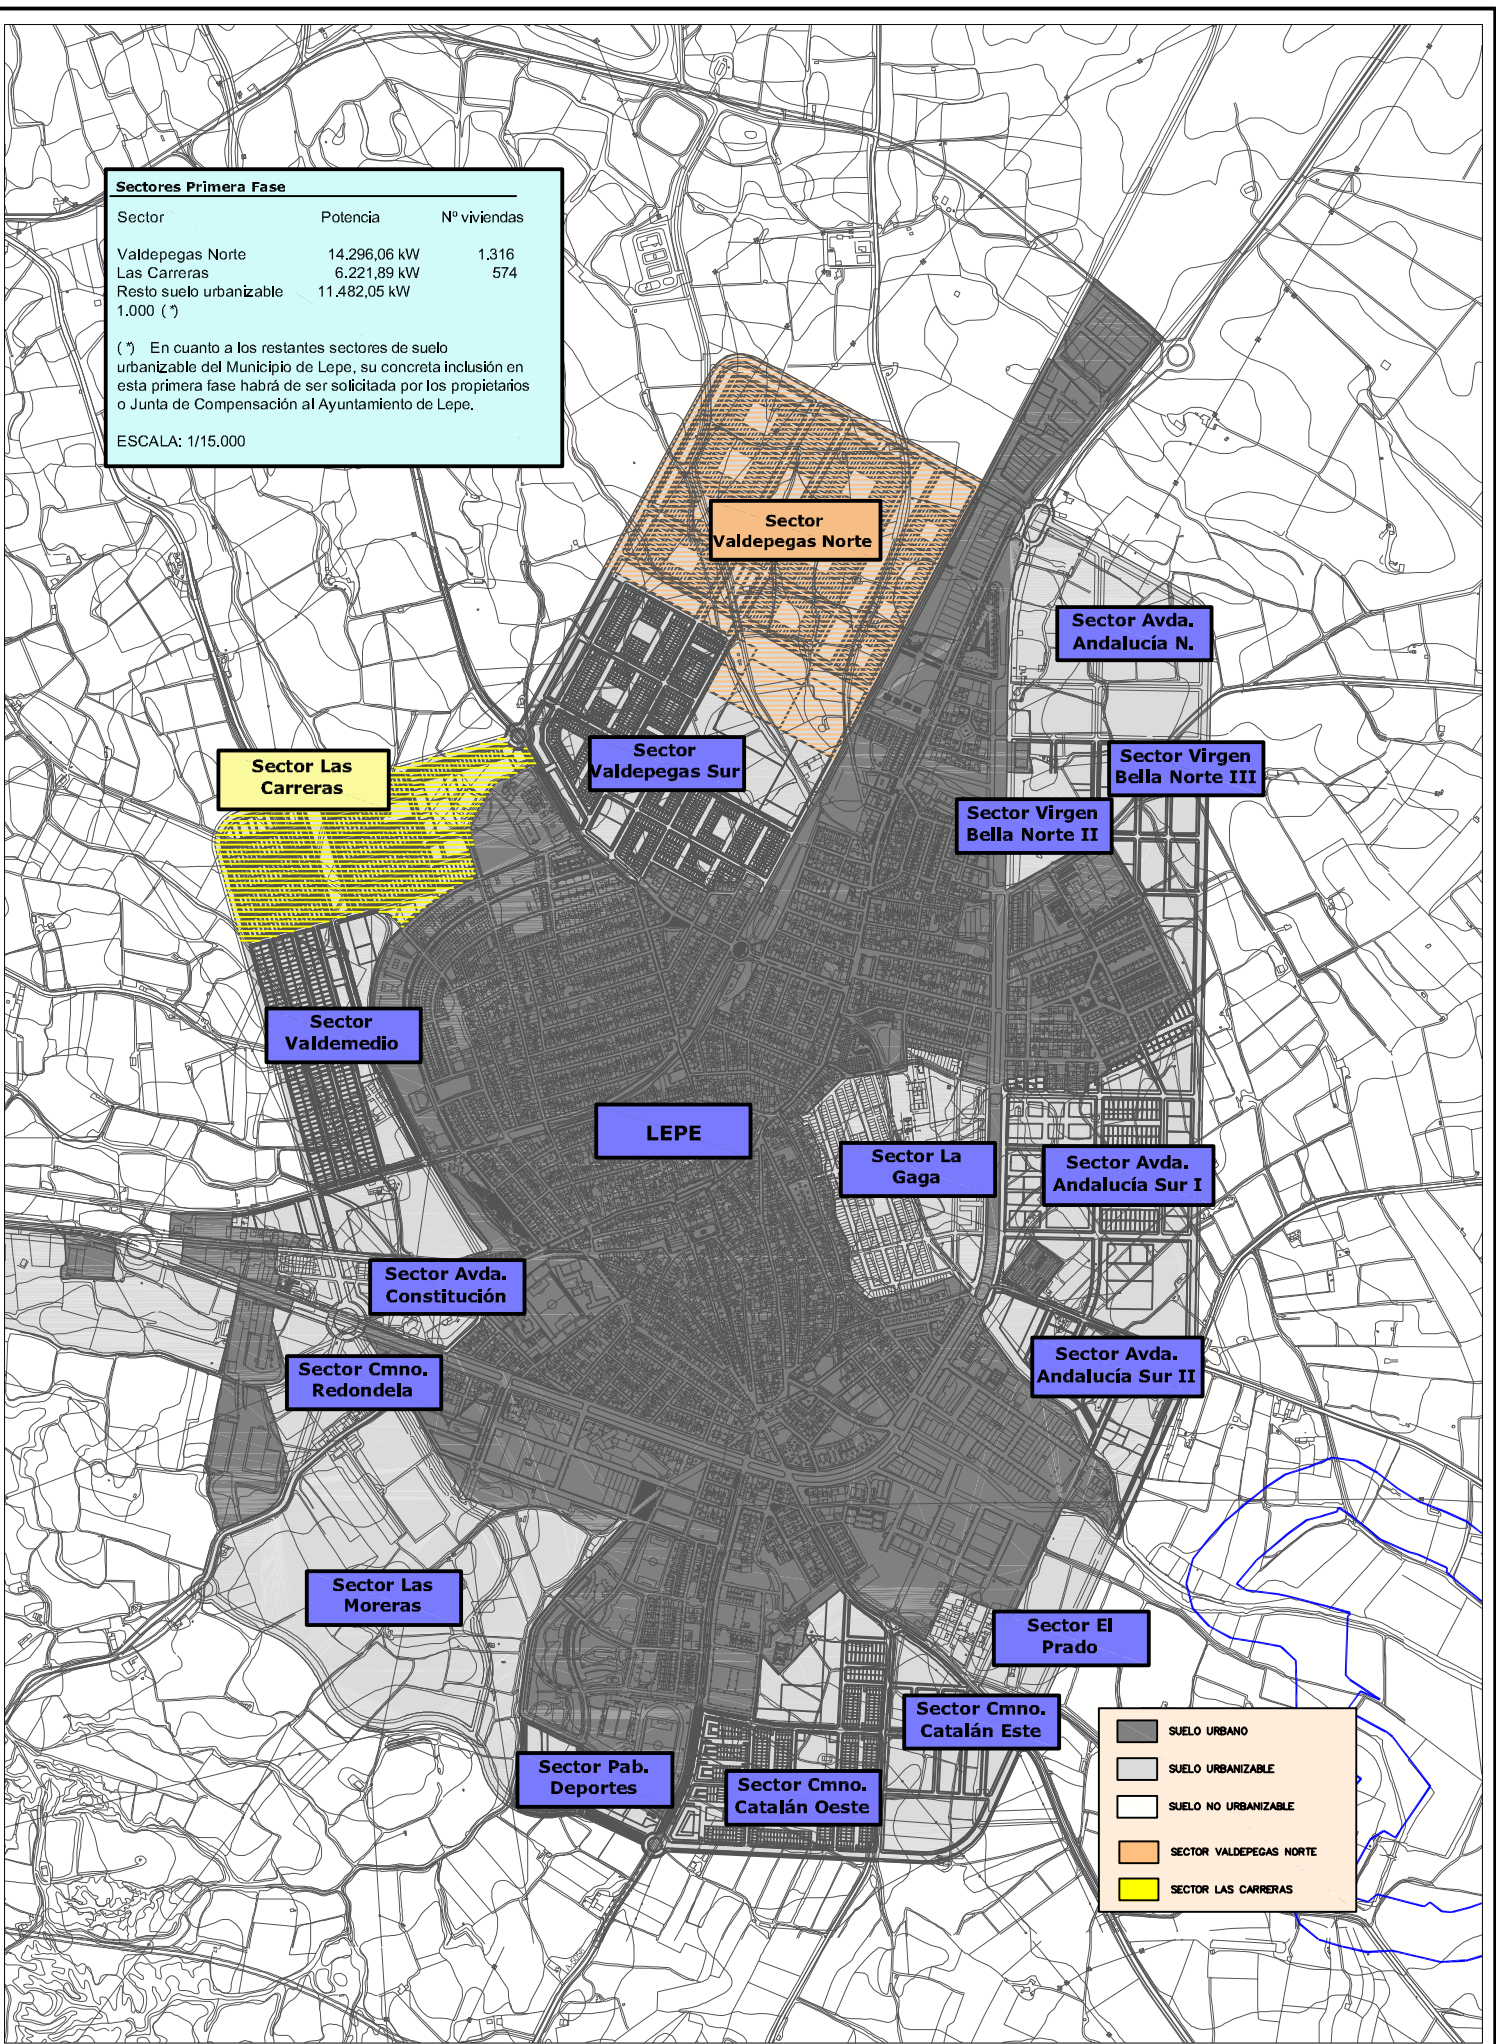 Sectores Primera Fase
Sector Potencia Nº viviendas
Valdepegas Norte 14.296,06 kW 1.316
Las Carreras 6.221,89 kW 574
Resto suelo urbanizable 11.482,05 kW
1.000 (*)
(*) En cuanto a los restantes sectores de suelo
urbanizable del Municipio de Lepe, su concreta inclusión en
esta primera fase habrá de ser solicitada por los propietarios
o Junta de Compensación al Ayuntamiento de Lepe.
ESCALA: 1/15.000
Sector
Valdepegas Norte
Sector Avda.
Andalucía N.
Sector
Valdepegas Sur
Sector Las
Carreras
Sector Virgen
Bella Norte III
Sector Virgen
Bella Norte II
Sector
Valdemedio
LEPE
Sector La
Gaga
Sector Avda.
Andalucía Sur I
Sector Avda.
Constitución
Sector Cmno.
Redondela
Sector Avda.
Andalucía Sur II
Sector Las
Moreras
Sector El
Prado
Sector Cmno.
Catalán Este
Sector Pab.
Deportes
Sector Cmno.
Catalán Oeste
SUELO URBANO
SUELO URBANIZABLE
SUELO NO URBANIZABLE
SECTOR VALDEPEGAS NORTE
SECTOR LAS CARRERAS